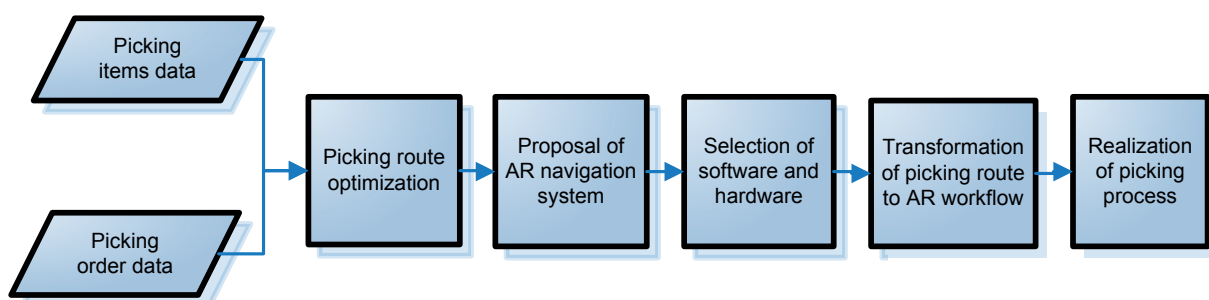 Picking
items data
Picking
order data
Picking route
optimization
Proposal of
AR navigation
system
Selection of
software and
hardware
Transformation
of picking route
to AR workflow
Realization
of picking
process